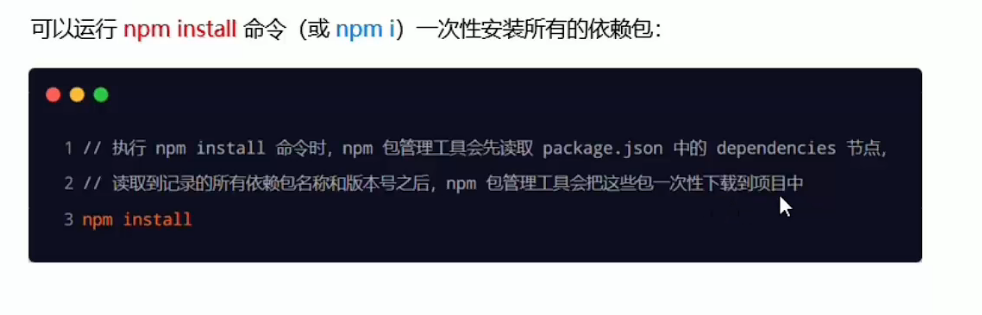 可以运行 npm install 命令（或 npm i）一次性安装所有的依赖包：
1 // 执行 npm install 命令时，npm 包管理工具会先读取 package.json 中的 dependencies 节点，
2 // 读取到记录的所有依赖包名称和版本号之后，npm 包管理工具会把这些包一次性下载到项目中
3 npm install